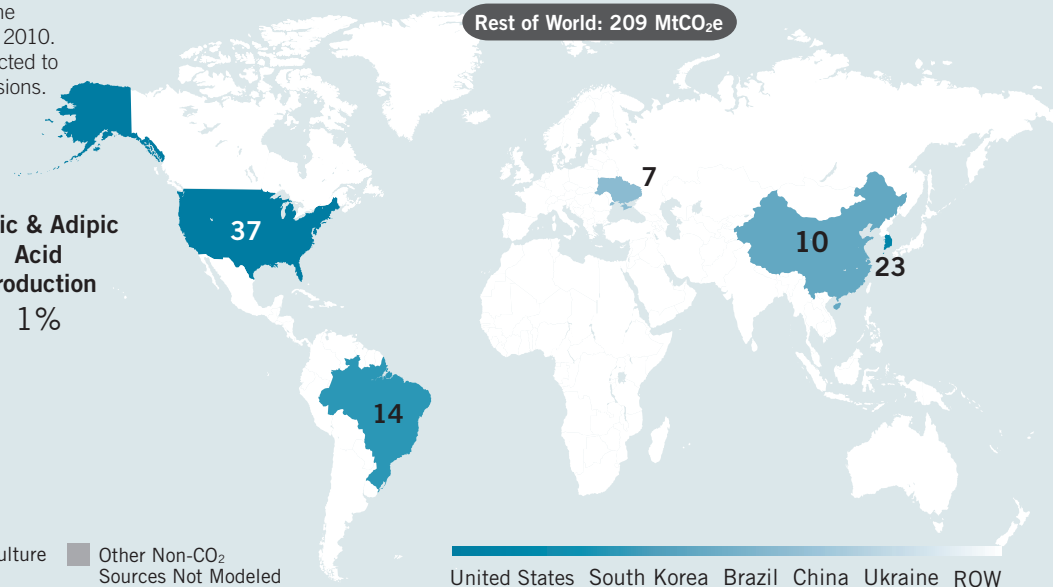 he
2010.
cted to
sions.
Rest of World: 209 MtCO₂e
37
7
10
23
14
ic & Adipic
Acid
roduction
1%
ulture
Other Non-CO₂
Sources Not Modeled
United States South Korea Brazil China Ukraine ROW